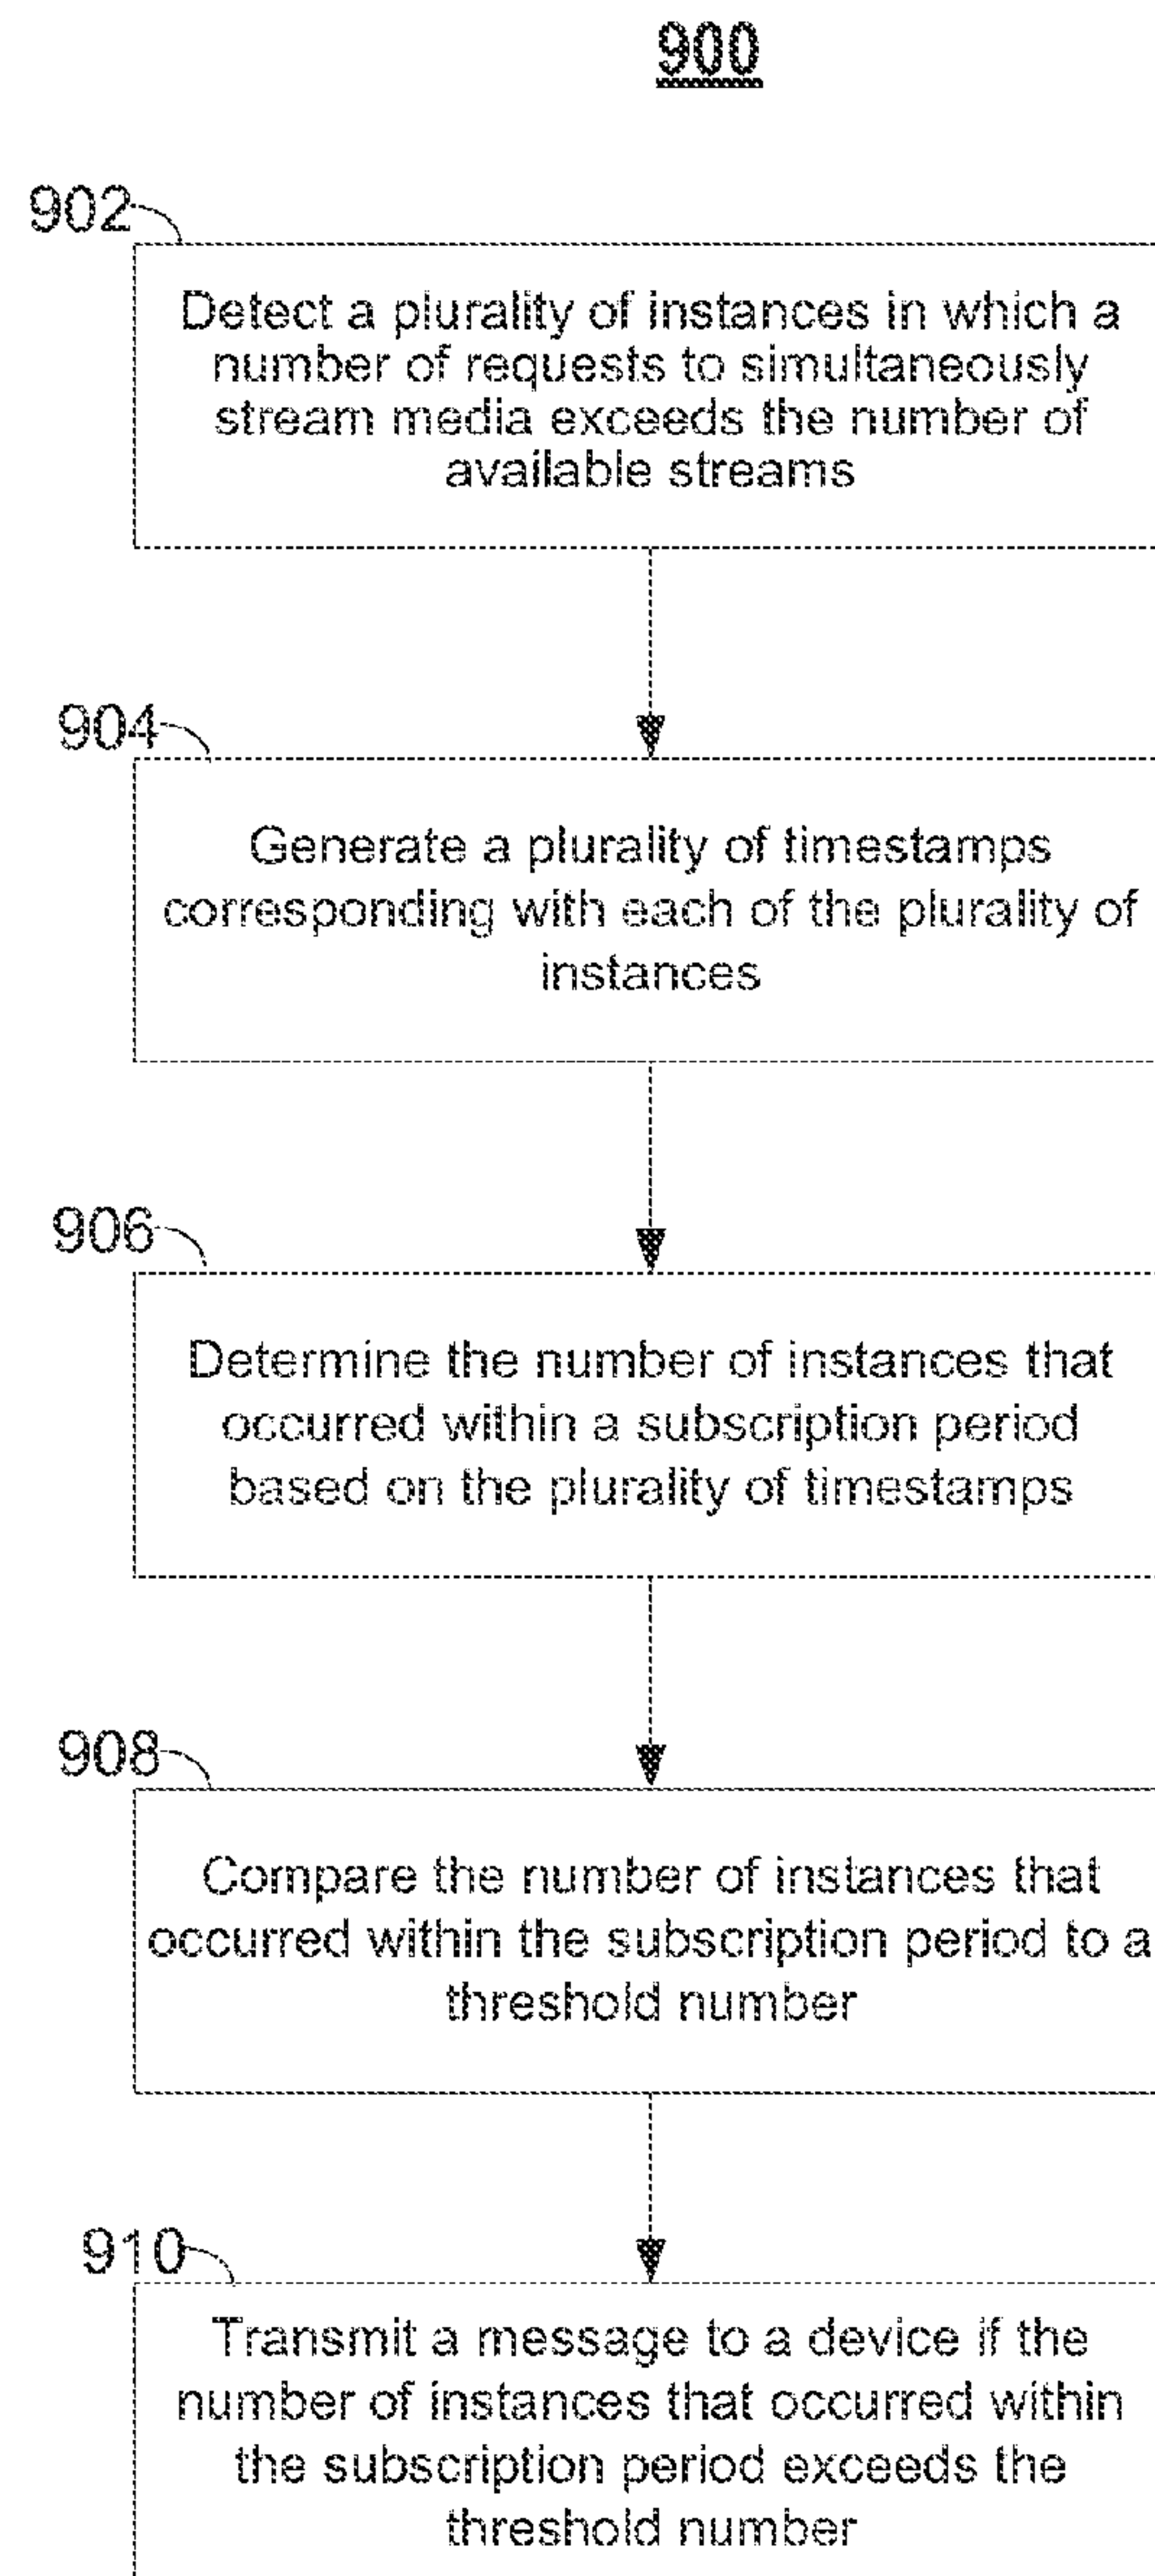 900
902
Detect a plurality of instances in which a
number of requests to simultaneously
stream media exceeds the number of
available streams
904
Generate a plurality of timestamps
corresponding with each of the plurality of
instances
906
Determine the number of instances that
occurred within a subscription period
based on the plurality of timestamps
908
Compare the number of instances that
occurred within the subscription period to a
threshold number
910
Transmit a message to a device if the
number of instances that occurred within
the subscription period exceeds the
threshold number